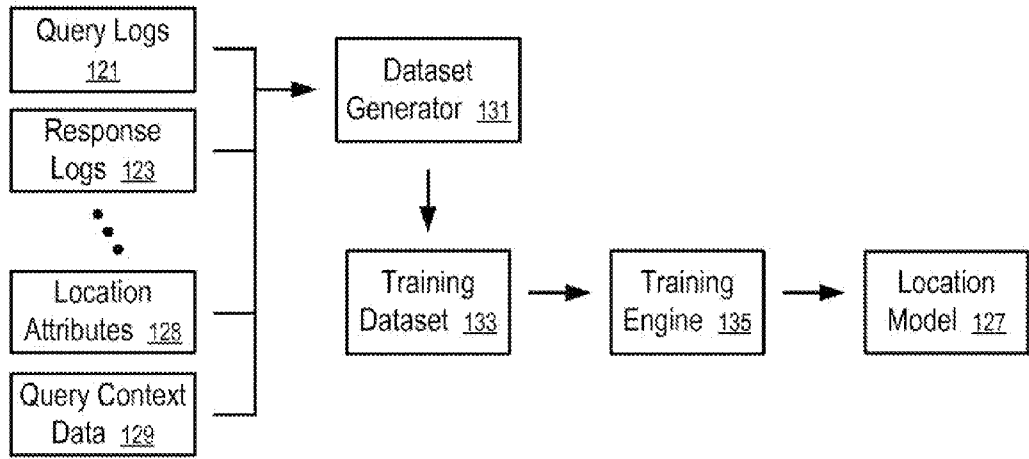 Query Logs
121
Response
Logs 123
Location
Attributes 128
Query Context
Data 129
Dataset
Generator 131
Training
Dataset 133
Training
Engine 135
Location
Model 127